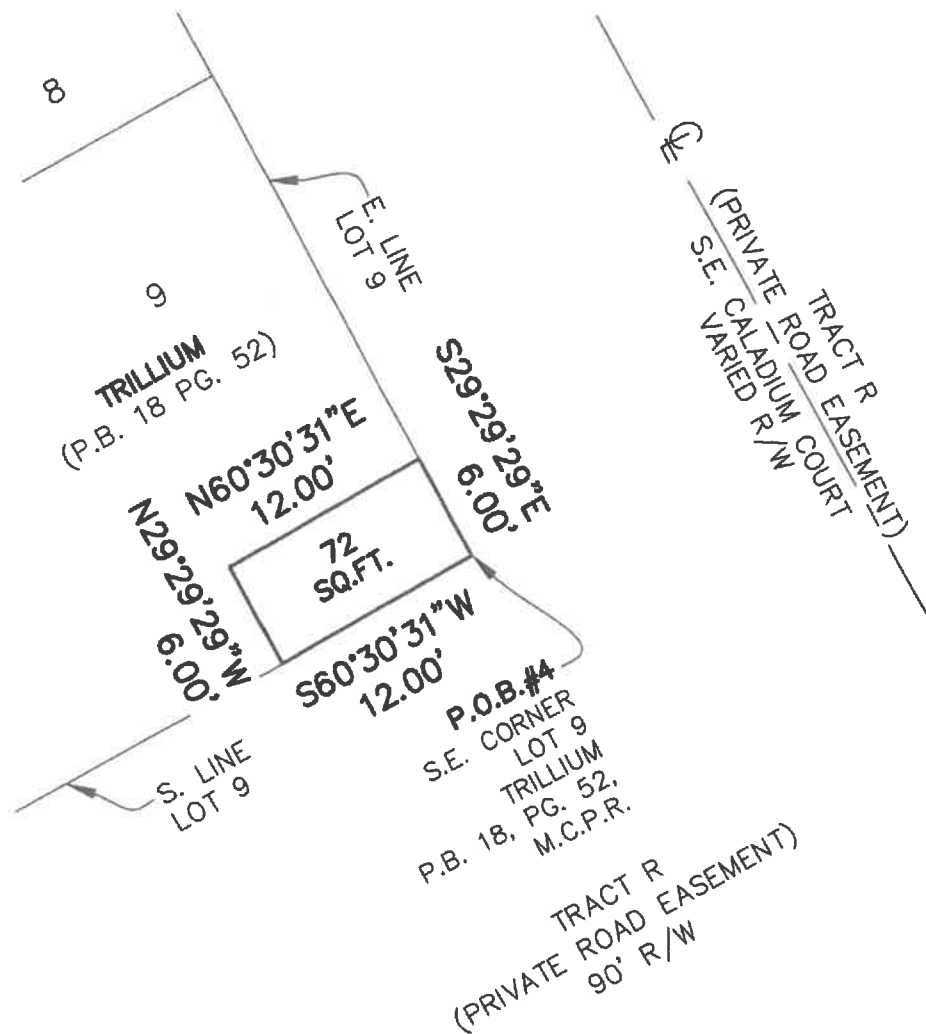 8
9
TRILLIUM
(P.B. 18 PG. 52)
E. LINE
LOT 9
℄
TRACT R
(PRIVATE ROAD EASEMENT)
S.E. CALADIUM COURT
VARIED R/W
N60°30'31"E
12.00'
S29°29'29"E
6.00'
N29°29'29"W
6.00'
72
SQ.FT.
S60°30'31"W
12.00'
S. LINE
LOT 9
P.O.B.#4
S.E. CORNER
LOT 9
TRILLIUM
P.B. 18, PG. 52,
M.C.P.R.
TRACT R
(PRIVATE ROAD EASEMENT)
90' R/W